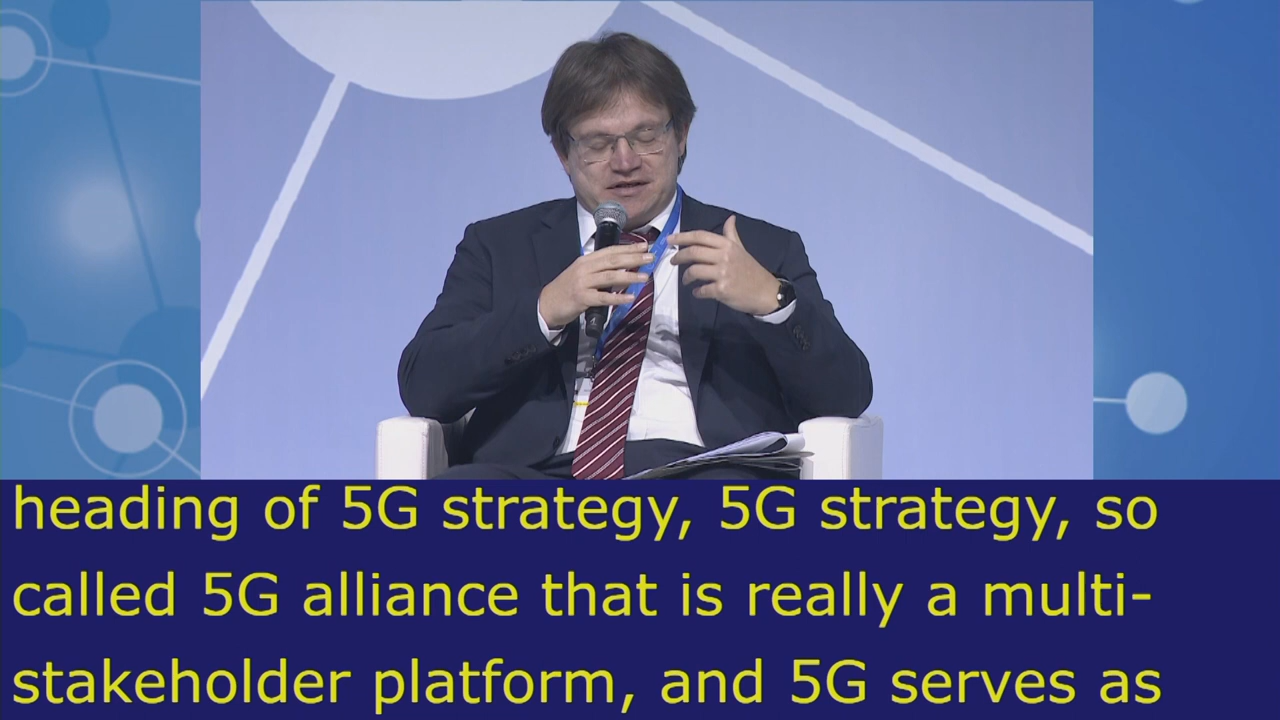 heading of 5G strategy, 5G strategy, so
called 5G alliance that is really a multi-
stakeholder platform, and 5G serves as